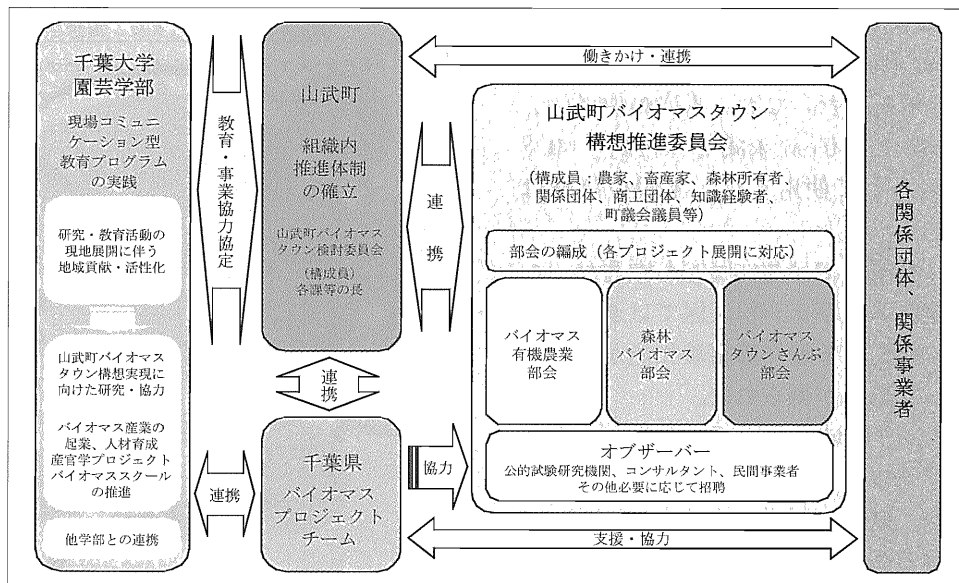 千葉大学
園芸学部
現場コミュニ
ケーション型
教育プログラム
の実践
研究・教育活動の
現地展開に伴う
地域貢献・活性化
山武町バイオマス
タウン構想実現に
向けた研究・協力
バイオマス産業の
起業、人材育成
産官学プロジェクト
バイオマススクール
の推進
他学部との連携
教育・事業協力協定
連携
山武町
組織内
推進体制
の確立
山武町バイオマス
タウン検討委員会
(構成員)
各課等の長
連携
千葉県
バイオマス
プロジェクト
チーム
働きかけ・連携
連携
協力
山武町バイオマスタウン
構想推進委員会
(構成員:農家、畜産家、森林所有者、
関係団体、商工団体、知識経験者、
町議会議員等)
部会の編成(各プロジェクト展開に対応)
バイオマス
有機農業
部会
森林
バイオマス
部会
バイオマス
タウンさんぶ
部会
オブザーバー
公的試験研究機関、コンサルタント、民間事業者
その他必要に応じて招聘
支援・協力
各関係団体、関係事業者